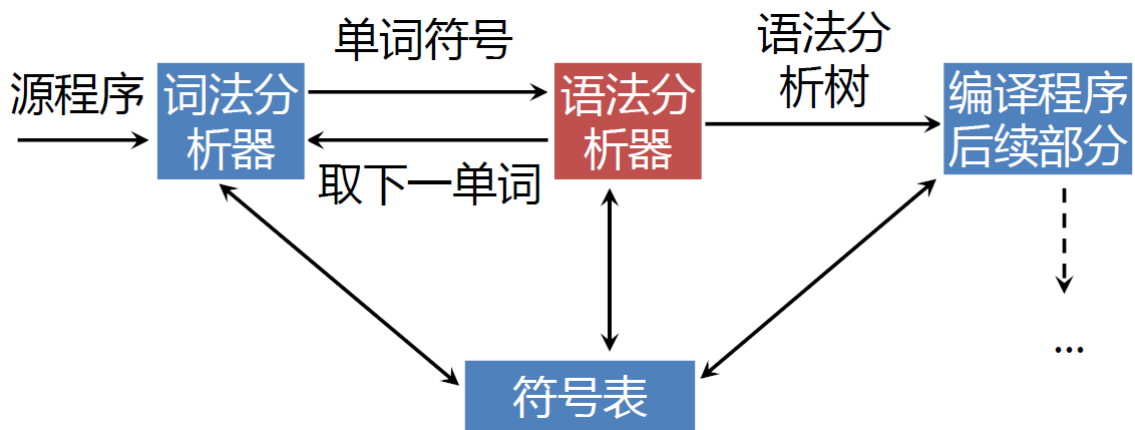 源程序
词法分
析器
单词符号
取下一单词
语法分
析器
语法分
析树
编译程序
后续部分
...
符号表